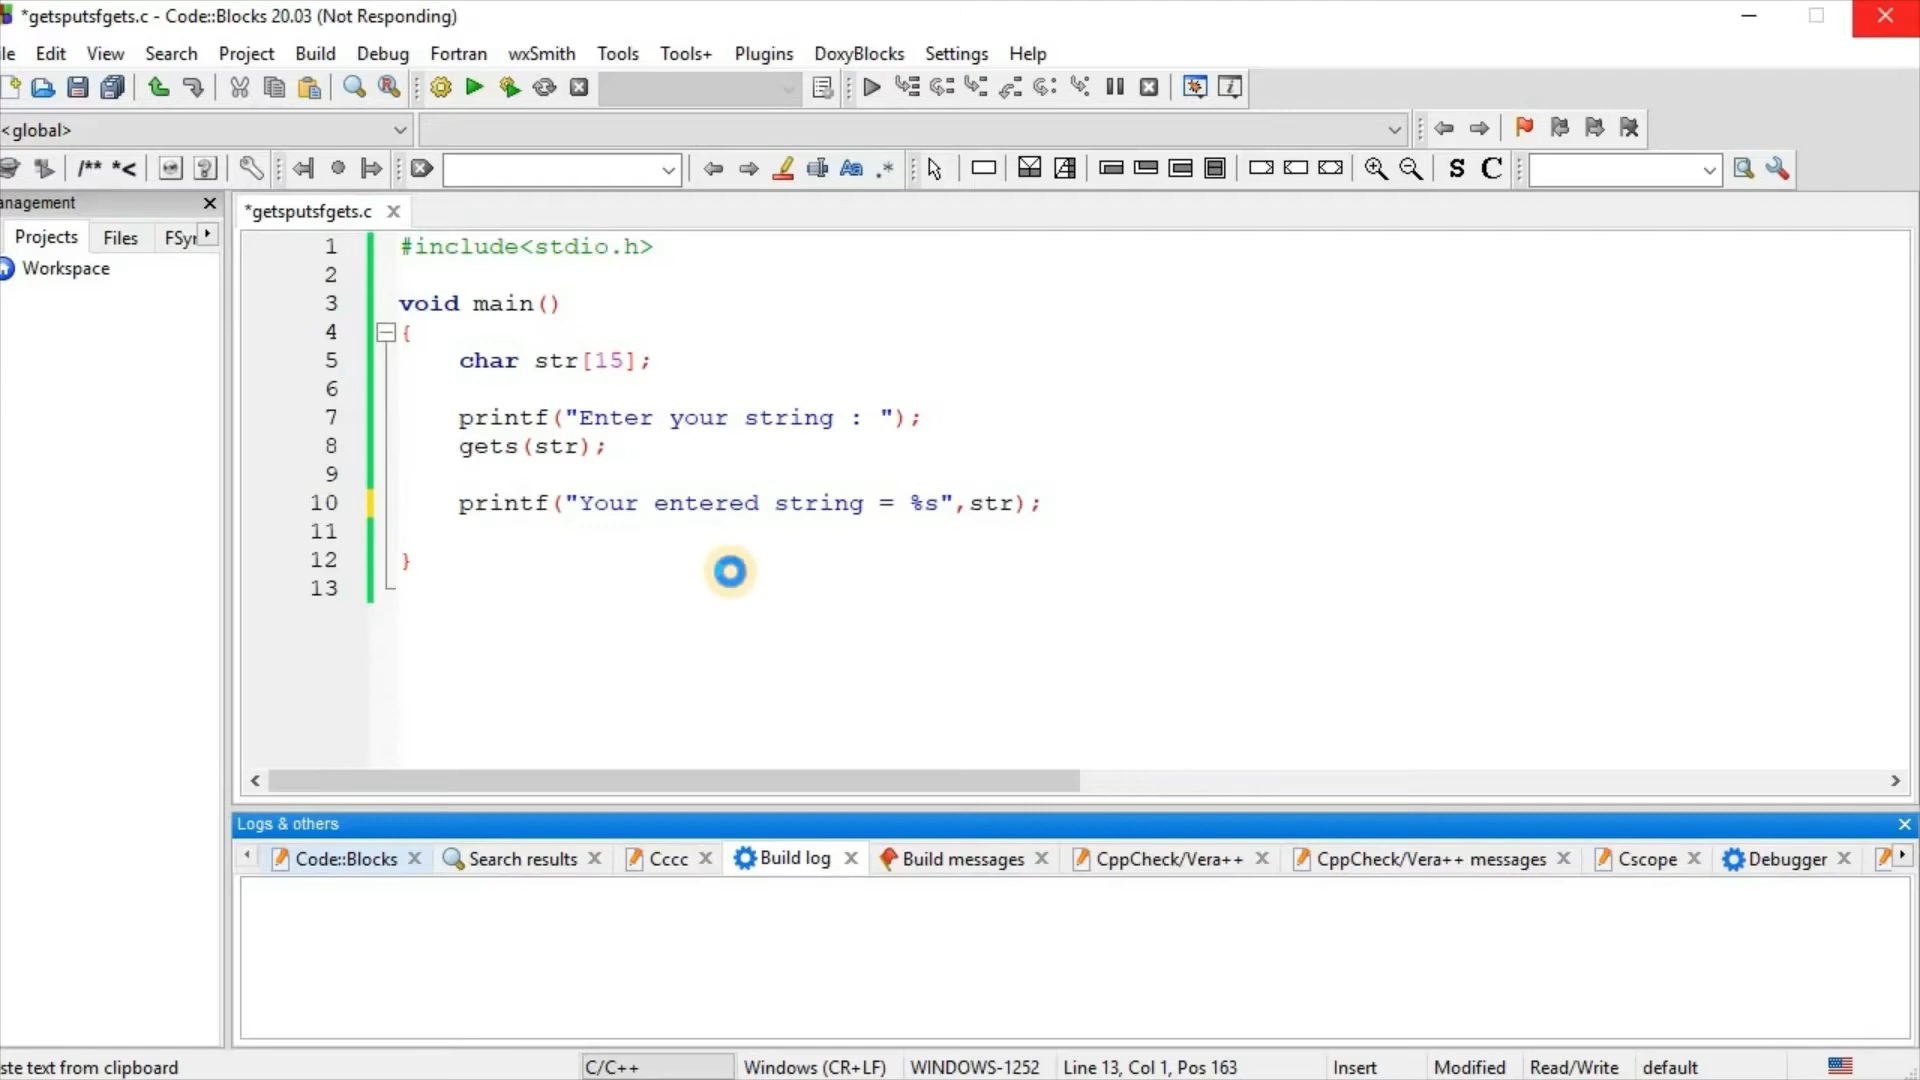 *getsputsfgets.c - Code::Blocks 20.03 (Not Responding)
le Edit View Search Project Build Debug Fortran wxSmith Tools Tools+ Plugins DoxyBlocks Settings Help
<global>
/** *< Aa .* S C
anagement
*getsputsfgets.c
Projects Files FSyr
Workspace
1 #include<stdio.h>
2
3 void main()
4 {
5 char str[15];
6
7 printf("Enter your string : ");
8 gets(str);
9
10 printf("Your entered string = %s",str);
11
12 }
13
Logs & others
Code::Blocks Search results Cccc Build log Build messages CppCheck/Vera++ CppCheck/Vera++ messages Cscope Debugger
ste text from clipboard C/C++ Windows (CR+LF) WINDOWS-1252 Line 13, Col 1, Pos 163 Insert Modified Read/Write default